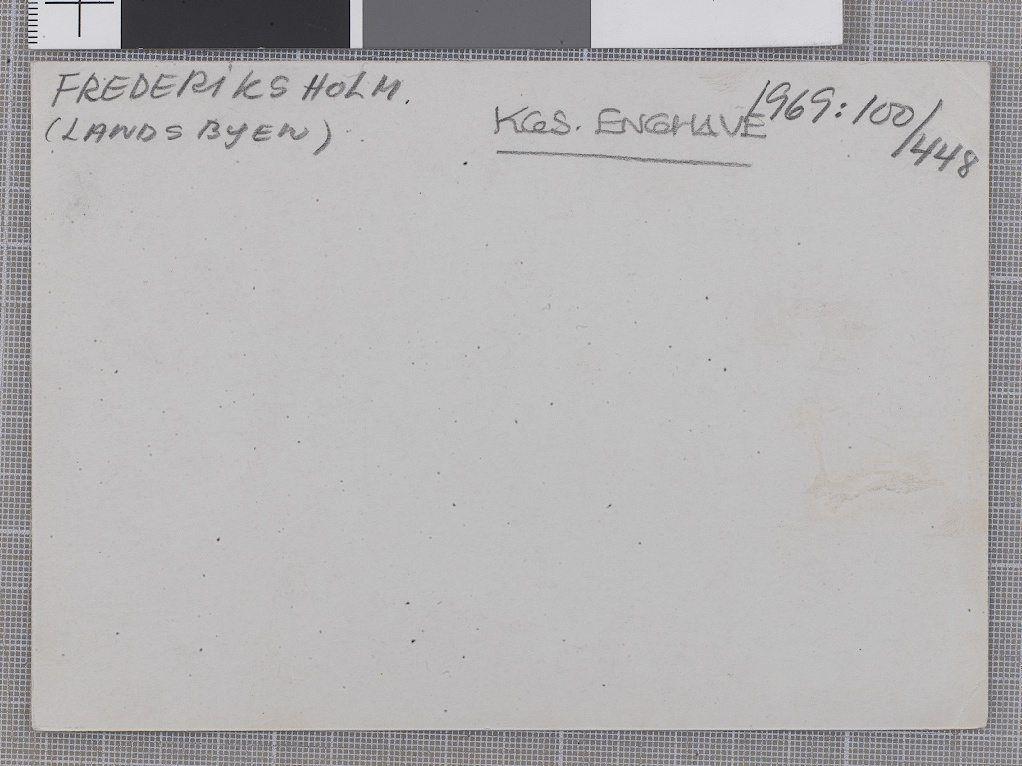 FREDERIKSHOLM.
(LANDSBYEN)
KGS. ENGHAVE
1969:100/448